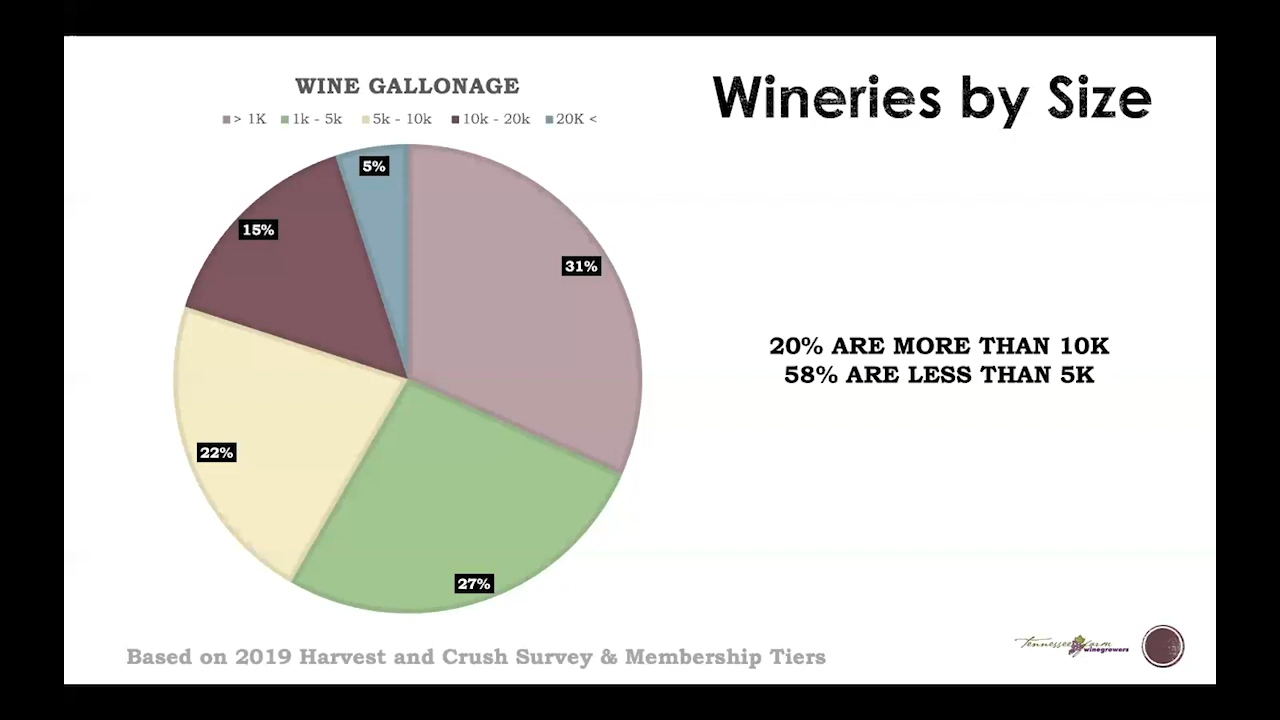 WINE GALLONAGE
> 1K 1k - 5k 5k - 10k 10k - 20k 20K <
Wineries by Size
5%
15%
31%
22%
27%
20% ARE MORE THAN 10K
58% ARE LESS THAN 5K
Tennessee Farm
winegrowers
Based on 2019 Harvest and Crush Survey & Membership Tiers